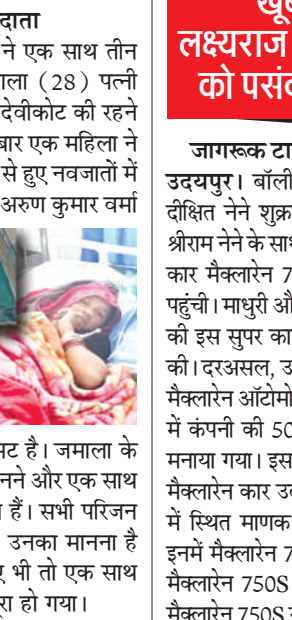 दाता
ने एक साथ तीन
माला (28) पत्नी
देवीकोट की रहने
बार एक महिला ने
से हुए नवजातों में
अरुण कुमार वर्मा
है। जमाला के
नने और एक साथ
हैं। सभी परिजन
उनका मानना है
भी तो एक साथ
रा हो गया।
लक्ष्यराज
को पसं
जागरूक टा
उदयपुर। बॉली
दीक्षित नेने शुक्र
श्रीराम नेने के साथ
कार मैक्लारेन 7
पहुंची। माधुरी औ
की इस सुपर का
की। दरअसल, उ
मैक्लारेन ऑटोमो
में कंपनी की 50
मनाया गया। इस
मैक्लारेन कार उद
में स्थित माणक
इनमें मैक्लारेन 7
मैक्लारेन 750S
मैक्लारेन 750S